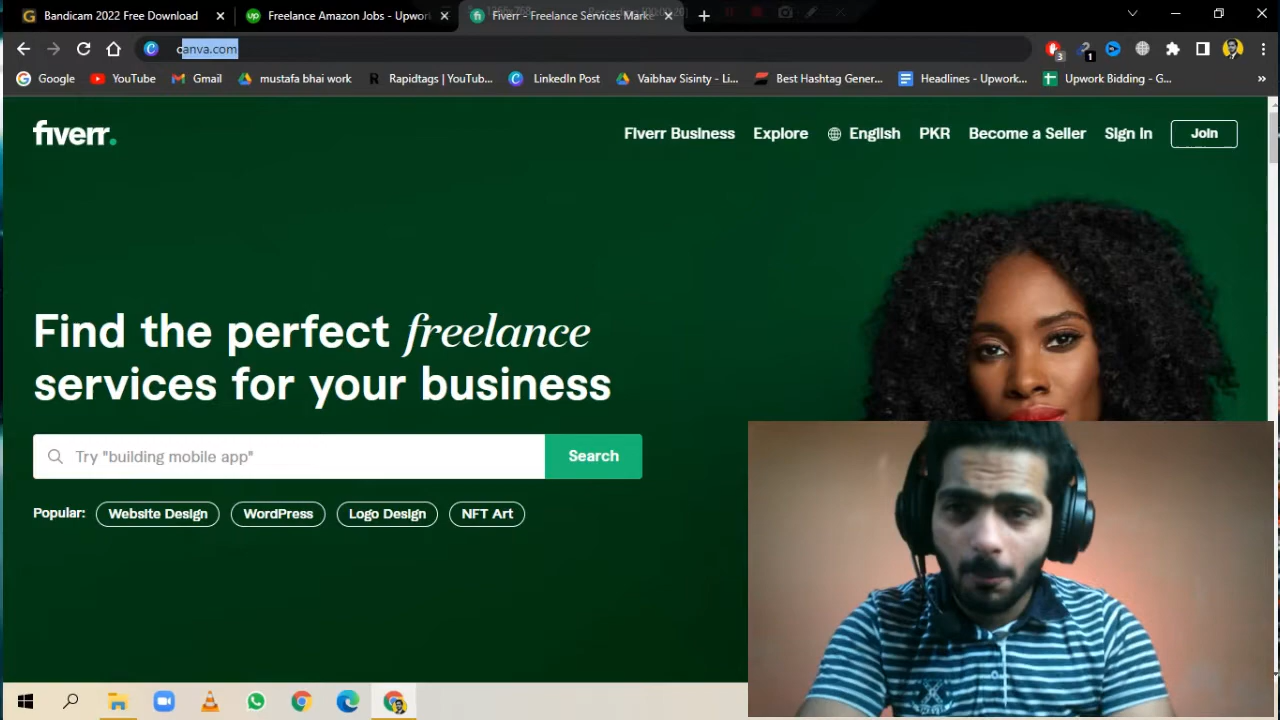 Bandicam 2022 Free Download
Freelance Amazon Jobs - Upwor
Fiverr - Freelance Services Marke
canva.com
3
1
Google
YouTube
Gmail
mustafa bhai work
Rapidtags | YouTub...
LinkedIn Post
Vaibhav Sisinty - Li...
Best Hashtag Gener...
Headlines - Upwork...
Upwork Bidding - G...
»
fiverr.
Fiverr Business
Explore
English
PKR
Become a Seller
Sign In
Join
Find the perfect freelance
services for your business
Try "building mobile app"
Search
Popular:
Website Design
WordPress
Logo Design
NFT Art